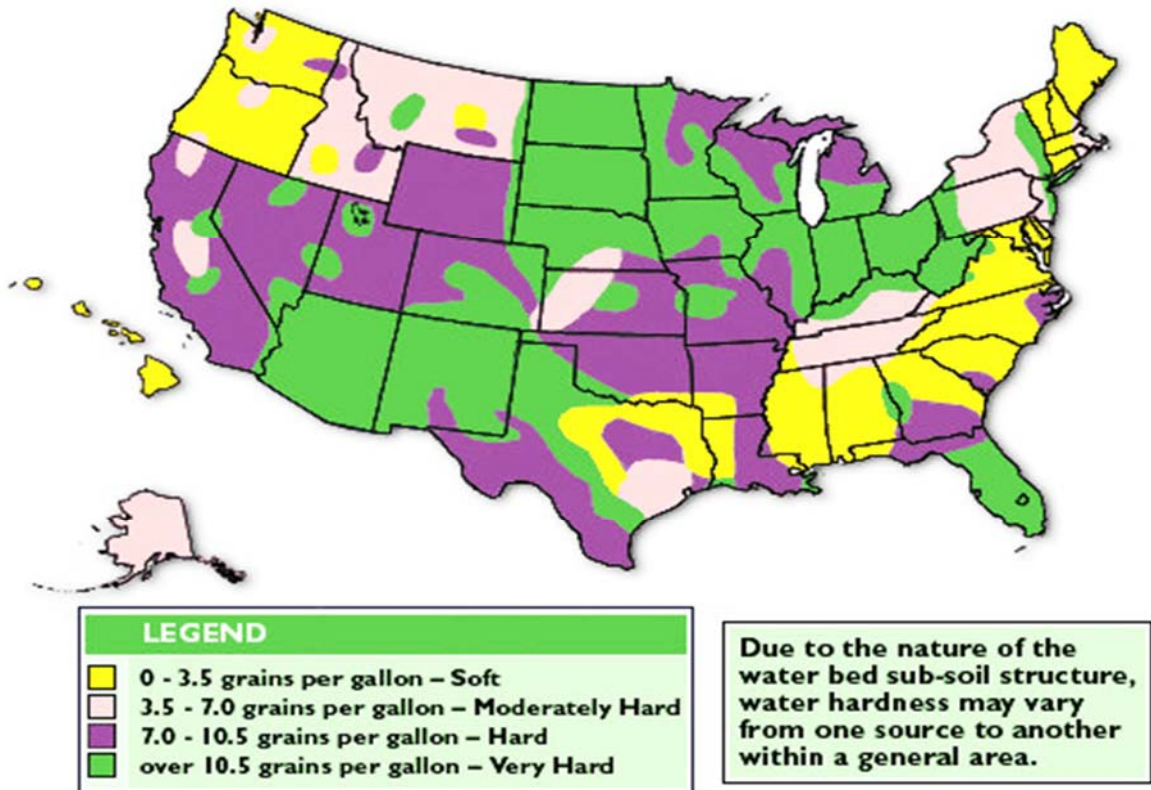 LEGEND
0 - 3.5 grains per gallon – Soft
3.5 - 7.0 grains per gallon – Moderately Hard
7.0 - 10.5 grains per gallon – Hard
over 10.5 grains per gallon – Very Hard
Due to the nature of the
water bed sub-soil structure,
water hardness may vary
from one source to another
within a general area.